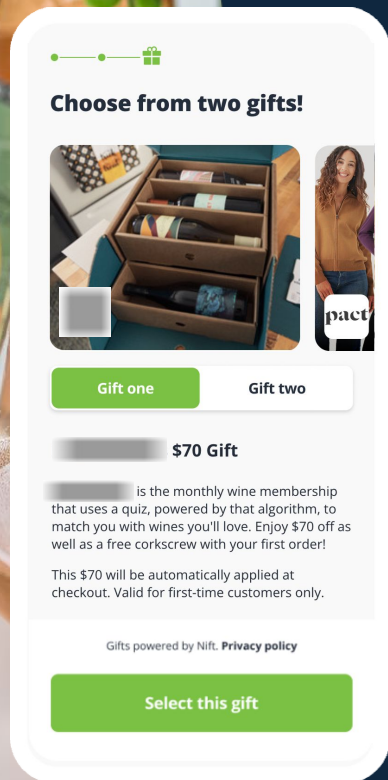 Choose from two gifts!
pact
Gift one
Gift two
$70 Gift
is the monthly wine membership
that uses a quiz, powered by that algorithm, to
match you with wines you'll love. Enjoy $70 off as
well as a free corkscrew with your first order!
This $70 will be automatically applied at
checkout. Valid for first-time customers only.
Gifts powered by Nift. Privacy policy
Select this gift